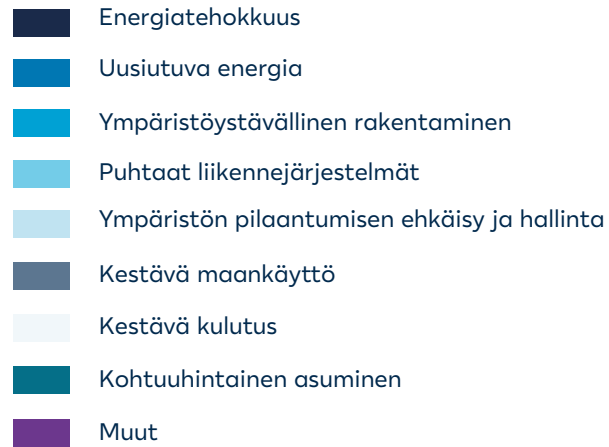 Energiatehokkuus
Uusiutuva energia
Ympäristöystävällinen rakentaminen
Puhtaat liikennejärjestelmät
Ympäristön pilaantumisen ehkäisy ja hallinta
Kestävä maankäyttö
Kestävä kulutus
Kohtuuhintainen asuminen
Muut